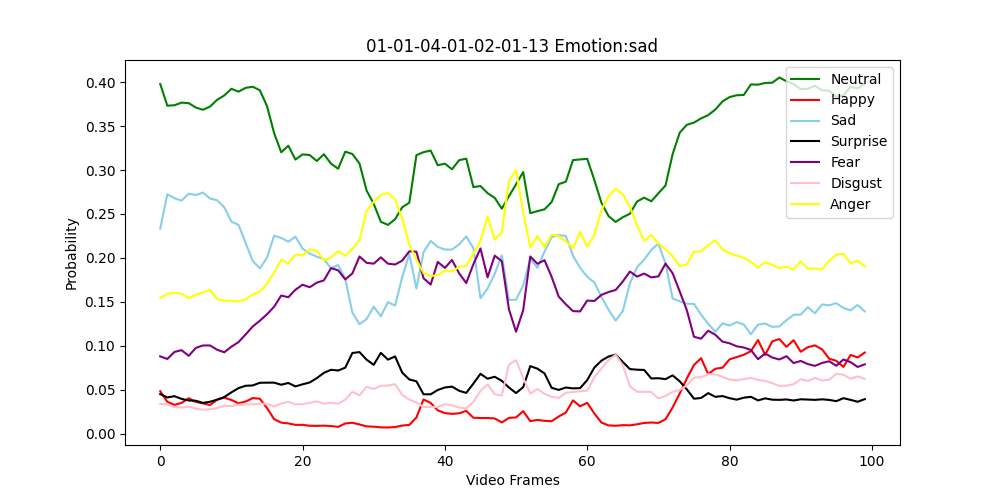 01-01-04-01-02-01-13 Emotion:sad
0.40
0.35
0.30
0.25
0.20
0.15
0.10
0.05
0.00
Probability
Neutral
Happy
Sad
Surprise
Fear
Disgust
Anger
0 20 40 60 80 100
Video Frames